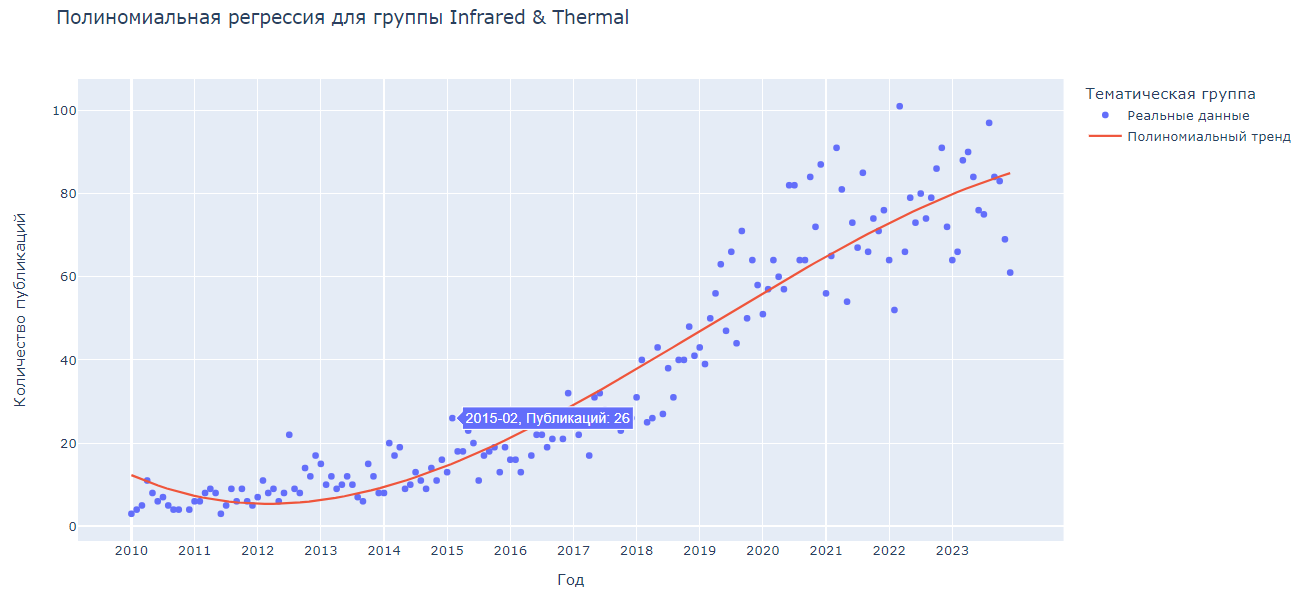 Полиномиальная регрессия для группы Infrared & Thermal
Тематическая группа
Реальные данные
Полиномиальный тренд
Количество публикаций
100
80
60
40
20
0
2015-02, Публикаций: 26
2010 2011 2012 2013 2014 2015 2016 2017 2018 2019 2020 2021 2022 2023
Год